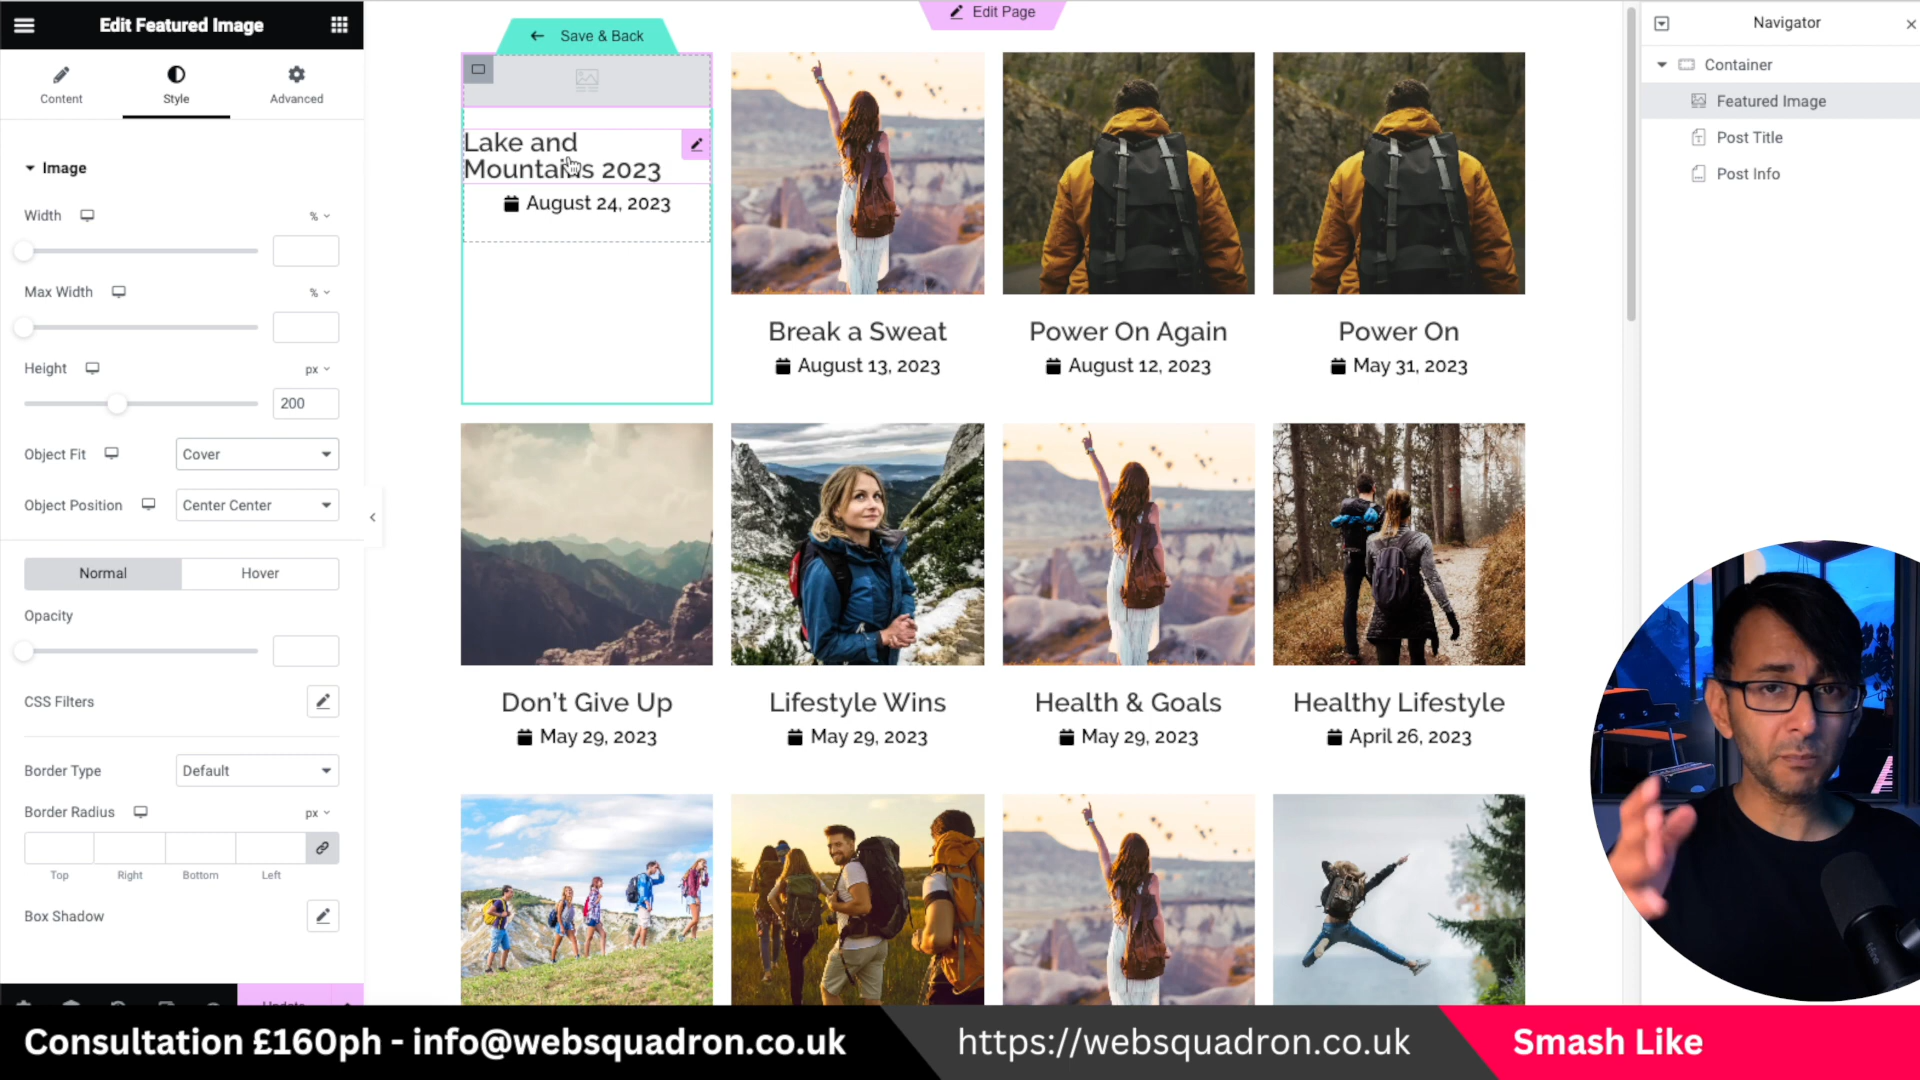 Edit Featured Image
Content
Style
Advanced
Image
Width
%
Max Width
%
Height
px
200
Object Fit
Cover
Object Position
Center Center
Normal
Hover
Opacity
CSS Filters
Border Type
Default
Border Radius
px
Top
Right
Bottom
Left
Box Shadow
Update
Edit Page
Save & Back
Lake and
Mountains 2023
August 24, 2023
Break a Sweat
August 13, 2023
Power On Again
August 12, 2023
Power On
May 31, 2023
Don't Give Up
May 29, 2023
Lifestyle Wins
May 29, 2023
Health & Goals
May 29, 2023
Healthy Lifestyle
April 26, 2023
Navigator
Container
Featured Image
Post Title
Post Info
Consultation £160ph - info@websquadron.co.uk
https://websquadron.co.uk
Smash Like